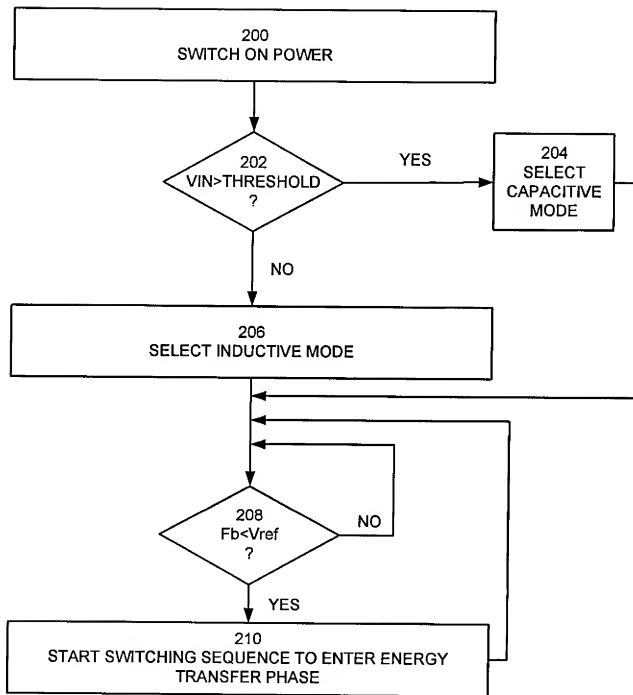 200
SWITCH ON POWER
202
VIN>THRESHOLD
?
YES
204
SELECT
CAPACITIVE
MODE
NO
206
SELECT INDUCTIVE MODE
208
Fb<Vref
?
NO
YES
210
START SWITCHING SEQUENCE TO ENTER ENERGY
TRANSFER PHASE